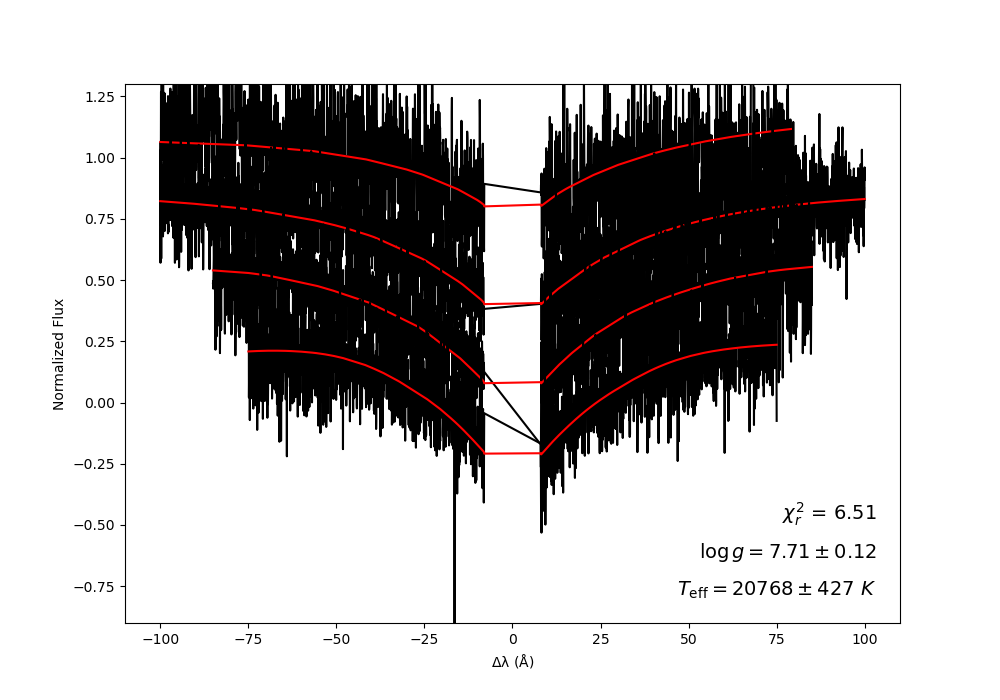 1.25
1.00
0.75
0.50
0.25
0.00
−0.25
−0.50
−0.75
Normalized Flux
χ²ᵣ = 6.51
log g = 7.71 ± 0.12
T_eff = 20768 ± 427 K
−100 −75 −50 −25 0 25 50 75 100
Δλ (Å)